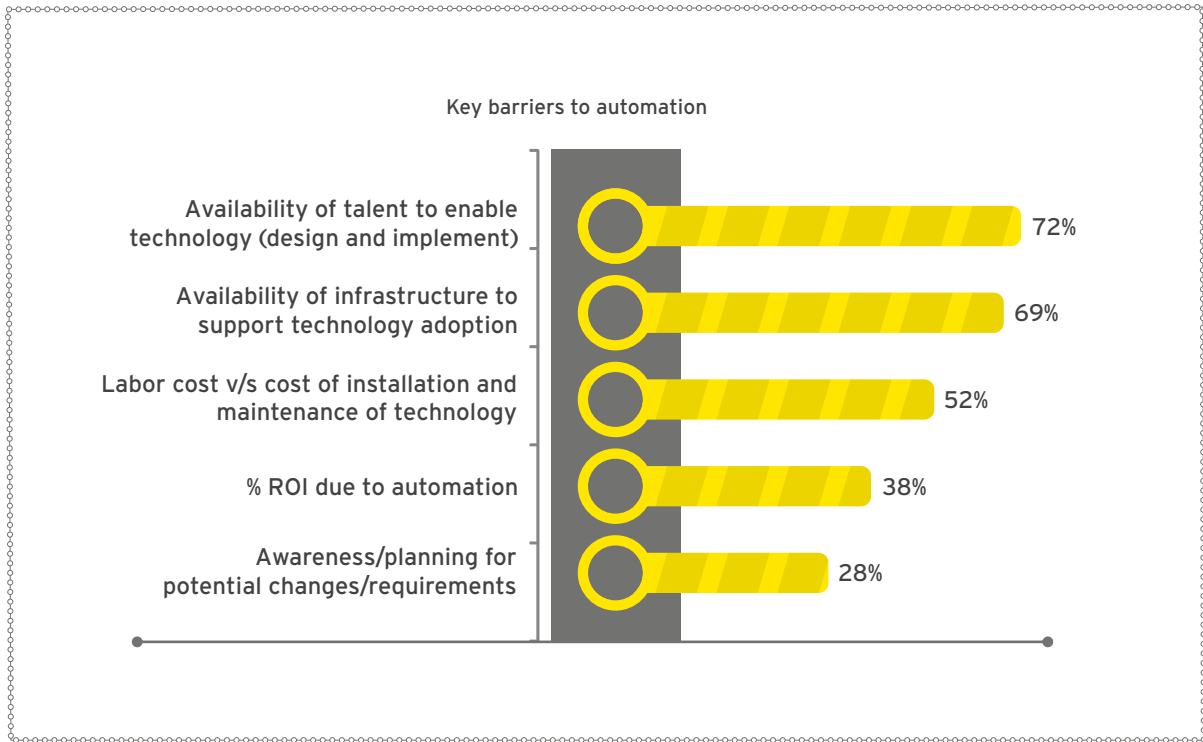 Key barriers to automation
Availability of talent to enable
technology (design and implement)
72%
Availability of infrastructure to
support technology adoption
69%
Labor cost v/s cost of installation and
maintenance of technology
52%
% ROI due to automation
38%
Awareness/planning for
potential changes/requirements
28%